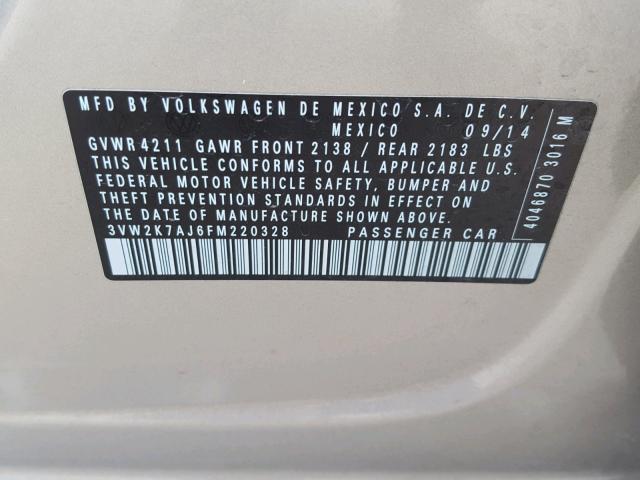 MFD BY VOLKSWAGEN DE MEXICO S.A. DE C.V.
MEXICO 09/14
GVWR 4211 GAWR FRONT 2138 / REAR 2183 LBS
THIS VEHICLE CONFORMS TO ALL APPLICABLE U.S.
FEDERAL MOTOR VEHICLE SAFETY, BUMPER AND
THEFT PREVENTION STANDARDS IN EFFECT ON
THE DATE OF MANUFACTURE SHOWN ABOVE.
3VW2K7AJ6FM220328 PASSENGER CAR
4046870 3016 M